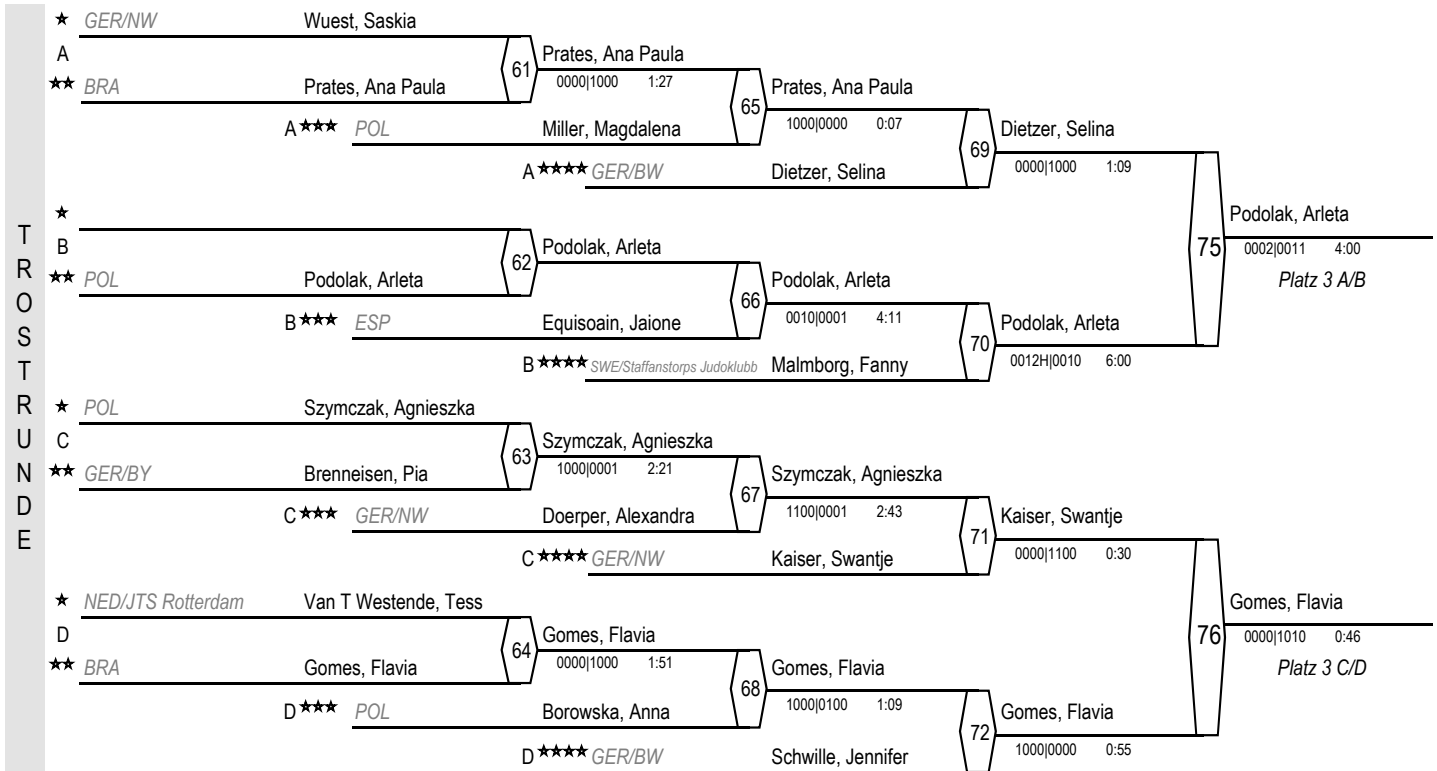 TROSTRUNDE
★ GER/NW Wuest, Saskia
A
61 Prates, Ana Paula
0000|1000 1:27
★★ BRA Prates, Ana Paula
65 Prates, Ana Paula
1000|0000 0:07
A★★★ POL Miller, Magdalena
69 Dietzer, Selina
0000|1000 1:09
A★★★★ GER/BW Dietzer, Selina
★
B
75 Podolak, Arleta
0002|0011 4:00
Platz 3 A/B
62 Podolak, Arleta
★★ POL Podolak, Arleta
66 Podolak, Arleta
0010|0001 4:11
B★★★ ESP Equisoain, Jaione
70 Podolak, Arleta
0012H|0010 6:00
B★★★★ SWE/Staffanstorps Judoklubb Malmborg, Fanny
★ POL Szymczak, Agnieszka
C
63 Szymczak, Agnieszka
1000|0001 2:21
★★ GER/BY Brenneisen, Pia
67 Szymczak, Agnieszka
1100|0001 2:43
C★★★ GER/NW Doerper, Alexandra
71 Kaiser, Swantje
0000|1100 0:30
C★★★★ GER/NW Kaiser, Swantje
★ NED/JTS Rotterdam Van T Westende, Tess
D
76 Gomes, Flavia
0000|1010 0:46
Platz 3 C/D
64 Gomes, Flavia
0000|1000 1:51
★★ BRA Gomes, Flavia
68 Gomes, Flavia
1000|0100 1:09
D★★★ POL Borowska, Anna
72 Gomes, Flavia
1000|0000 0:55
D★★★★ GER/BW Schwille, Jennifer